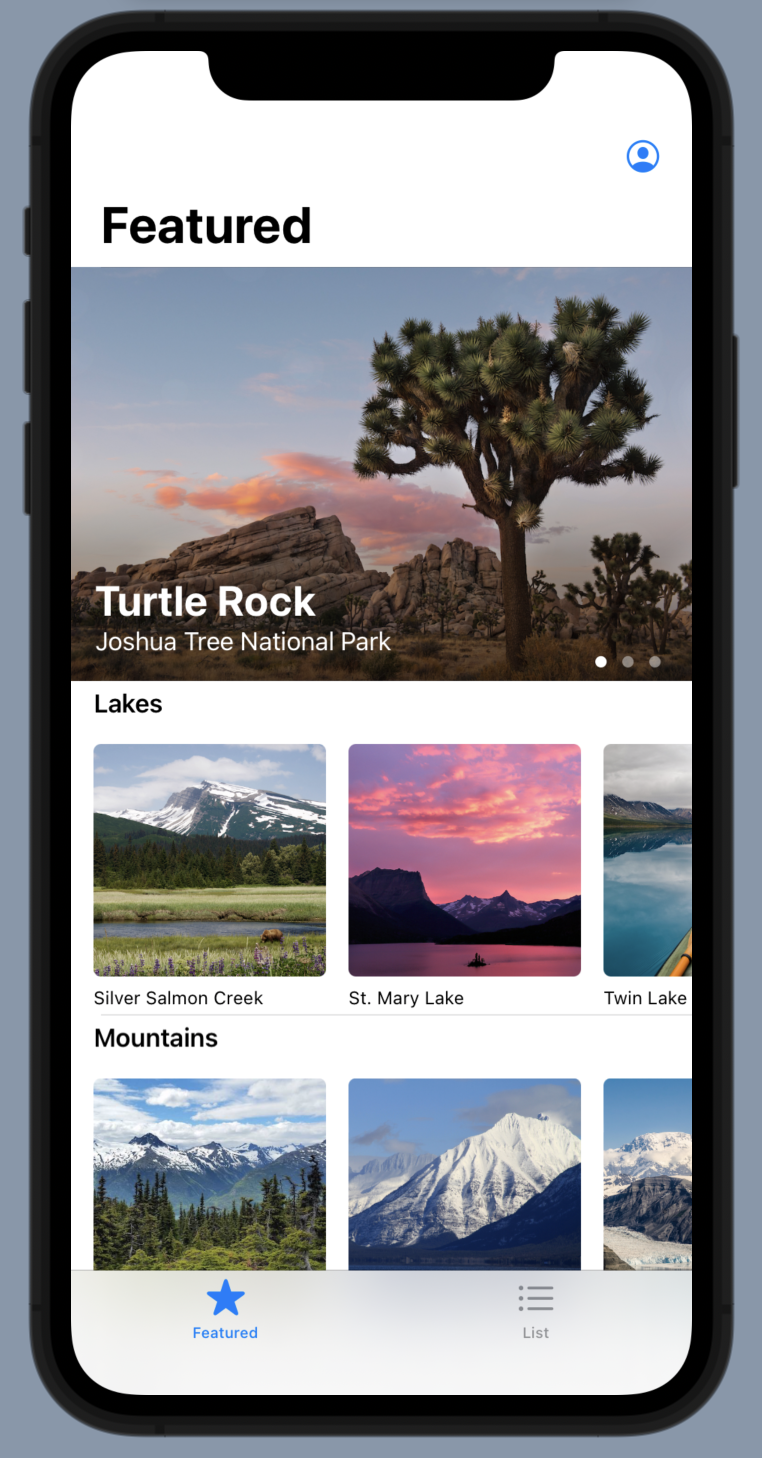 Featured
Turtle Rock
Joshua Tree National Park
Lakes
Silver Salmon Creek
St. Mary Lake
Twin Lake
Mountains
Featured
List